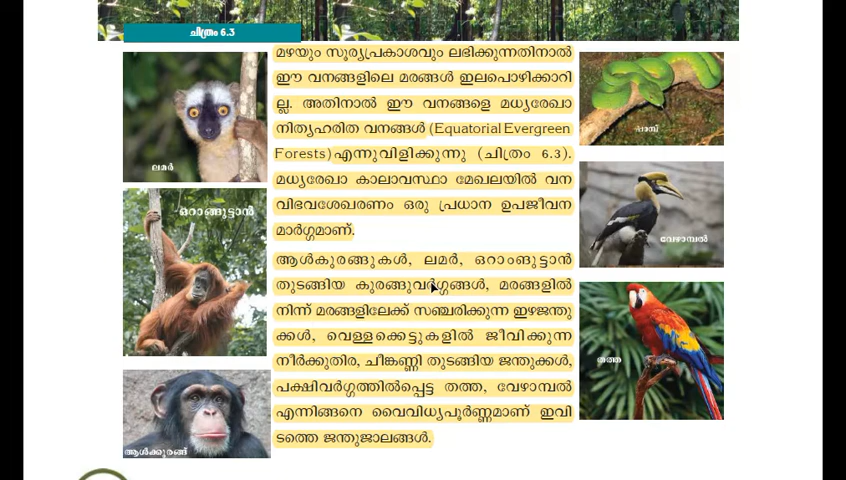 ചിത്രം 6.3
മഴയും സൂര്യപ്രകാശവും ലഭിക്കുന്നതിനാൽ
ഈ വനങ്ങളിലെ മരങ്ങൾ ഇലപൊഴിക്കാറി
ല്ല. അതിനാൽ ഈ വനങ്ങളെ മധ്യരേഖാ
നിത്യഹരിത വനങ്ങൾ (Equatorial Evergreen
Forests) എന്നുവിളിക്കുന്നു (ചിത്രം 6.3).
മധ്യരേഖാ കാലാവസ്ഥാ മേഖലയിൽ വന
വിഭവശേഖരണം ഒരു പ്രധാന ഉപജീവന
മാർഗ്ഗമാണ്.
ആൾകുരങ്ങുകൾ, ലമർ, ഒറാംങുട്ടാൻ
തുടങ്ങിയ കുരങ്ങുവർഗ്ഗങ്ങൾ, മരങ്ങളിൽ
നിന്ന് മരങ്ങളിലേക്ക് സഞ്ചരിക്കുന്ന ഇഴജന്തു
ക്കൾ, വെള്ളക്കെട്ടുകളിൽ ജീവിക്കുന്ന
നീർക്കുതിര, ചീങ്കണ്ണി തുടങ്ങിയ ജന്തുക്കൾ,
പക്ഷിവർഗത്തിൽപ്പെട്ട തത്ത, വേഴാമ്പൽ
എന്നിങ്ങനെ വൈവിധ്യപൂർണ്ണമാണ് ഇവി
ടത്തെ ജന്തുജാലങ്ങൾ.
ലമർ
ഒറാങ്ങുട്ടാൻ
ആൾക്കുരങ്ങ്
പാമ്പ്
വേഴാമ്പൽ
തത്ത